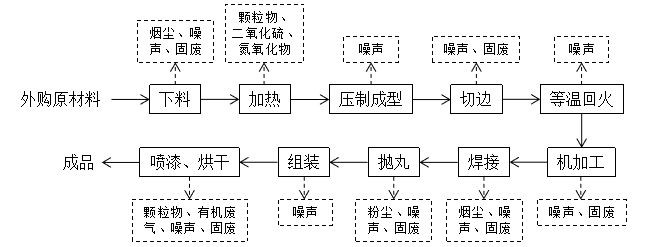 烟尘、噪
声、固废
颗粒物、
二氧化硫、
氮氧化物
噪声
噪声、固废
噪声
外购原材料
下料
加热
压制成型
切边
等温回火
成品
喷漆、烘干
组装
抛丸
焊接
机加工
颗粒物、有机废
气、噪声、固废
噪声
粉尘、噪
声、固废
烟尘、噪
声、固废
噪声、固废